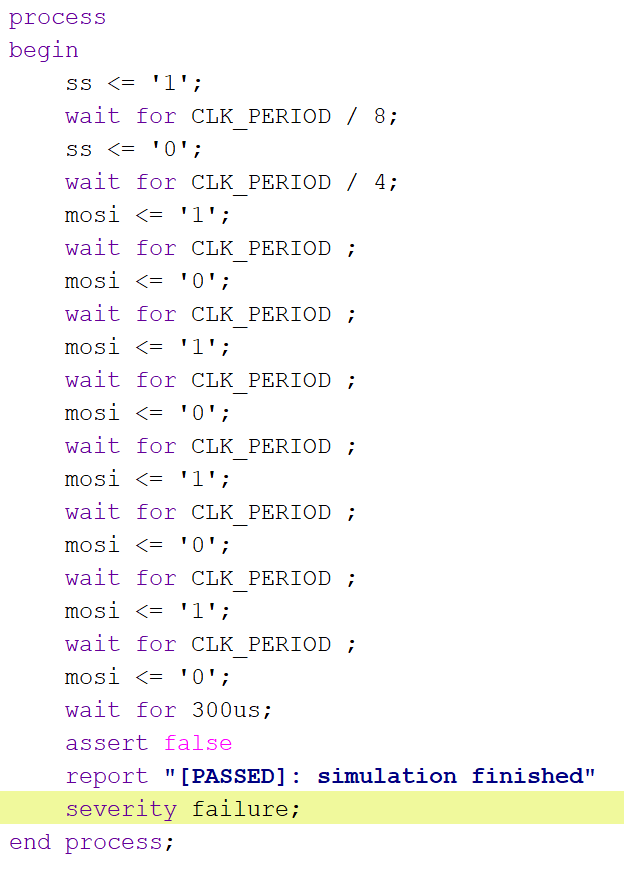 process
begin
    ss <= '1';
    wait for CLK_PERIOD / 8;
    ss <= '0';
    wait for CLK_PERIOD / 4;
    mosi <= '1';
    wait for CLK_PERIOD ;
    mosi <= '0';
    wait for CLK_PERIOD ;
    mosi <= '1';
    wait for CLK_PERIOD ;
    mosi <= '0';
    wait for CLK_PERIOD ;
    mosi <= '1';
    wait for CLK_PERIOD ;
    mosi <= '0';
    wait for CLK_PERIOD ;
    mosi <= '1';
    wait for CLK_PERIOD ;
    mosi <= '0';
    wait for 300us;
    assert false
    report "[PASSED]: simulation finished"
    severity failure;
end process;